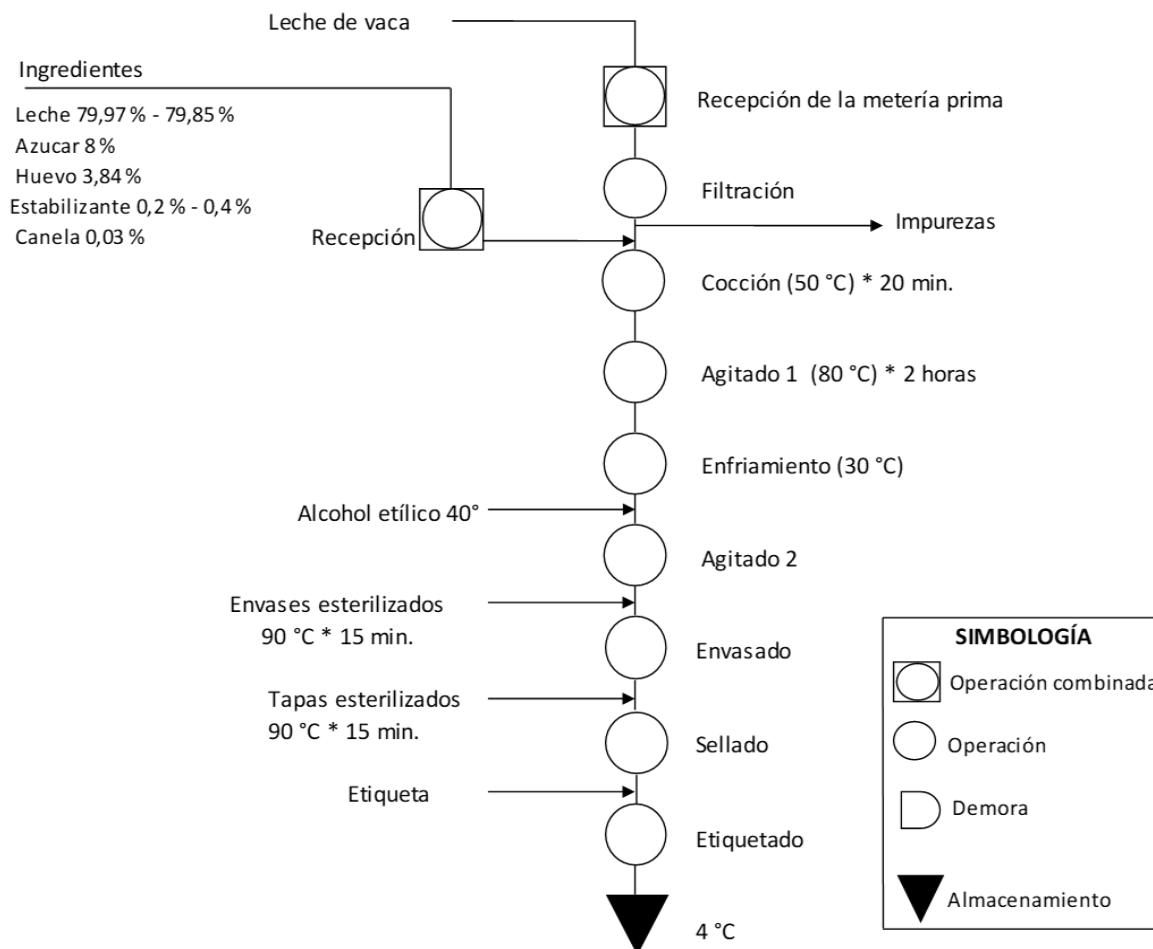 Leche de vaca
Ingredientes
Leche 79,97 % - 79,85 %
Azucar 8 %
Huevo 3,84 %
Estabilizante 0,2 % - 0,4 %
Canela 0,03 %
Recepción
Recepción de la metería prima
Filtración
Impurezas
Cocción (50 °C) * 20 min.
Agitado 1 (80 °C) * 2 horas
Enfriamiento (30 °C)
Alcohol etílico 40°
Agitado 2
Envases esterilizados
90 °C * 15 min.
Envasado
Tapas esterilizados
90 °C * 15 min.
Sellado
Etiqueta
Etiquetado
4 °C
SIMBOLOGÍA
Operación combinada
Operación
Demora
Almacenamiento